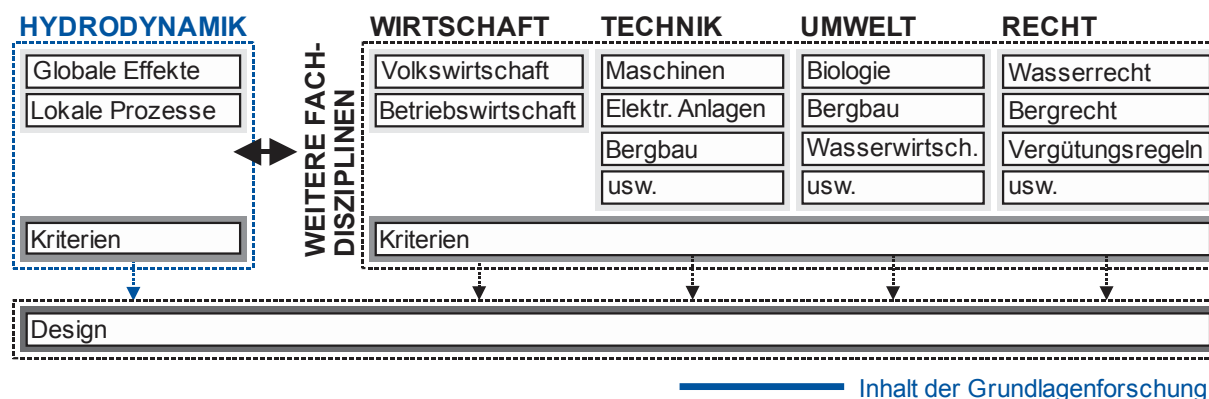 HYDRODYNAMIK
Globale Effekte
Lokale Prozesse
Kriterien
WEITERE FACH-
DISZIPLINEN
WIRTSCHAFT
Volkswirtschaft
Betriebswirtschaft
TECHNIK
Maschinen
Elektr. Anlagen
Bergbau
usw.
UMWELT
Biologie
Bergbau
Wasserwirtsch.
usw.
RECHT
Wasserrecht
Bergrecht
Vergütungsregeln
usw.
Kriterien
Design
Inhalt der Grundlagenforschung